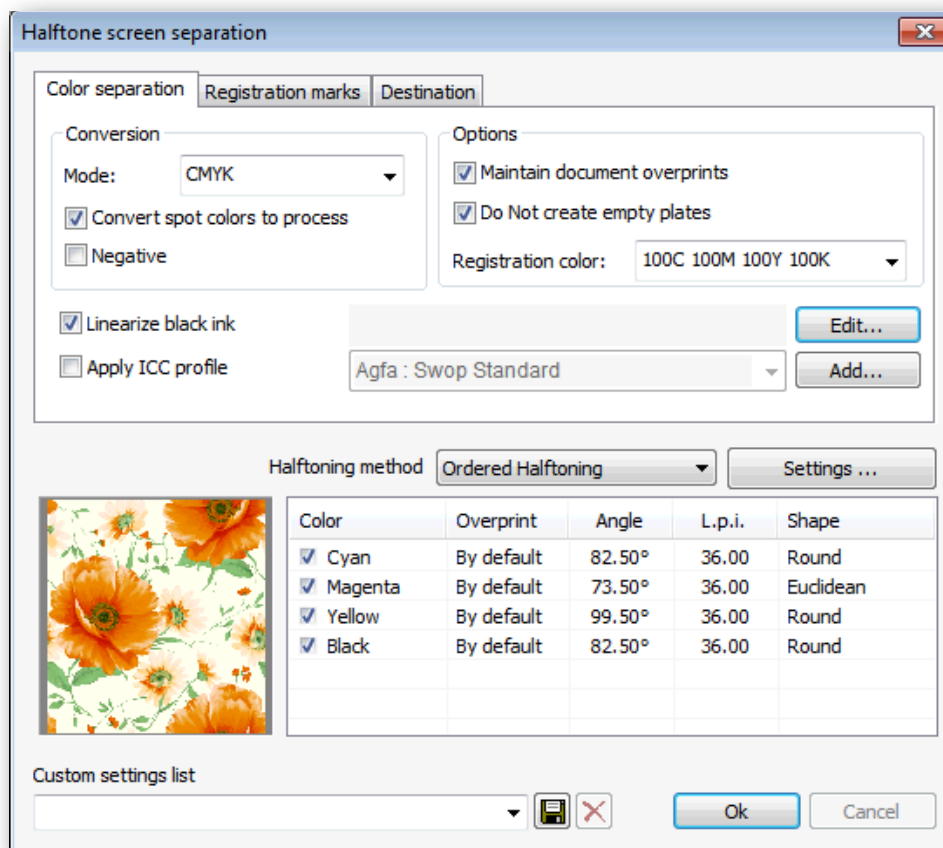 Halftone screen separation
Color separation Registration marks Destination
Conversion
Mode: CMYK
Convert spot colors to process
Negative
Options
Maintain document overprints
Do Not create empty plates
Registration color: 100C 100M 100Y 100K
Linearize black ink Edit...
Apply ICC profile Agfa : Swop Standard Add...
Halftoning method Ordered Halftoning Settings ...
Color Overprint Angle L.p.i. Shape
Cyan By default 82.50° 36.00 Round
Magenta By default 73.50° 36.00 Euclidean
Yellow By default 99.50° 36.00 Round
Black By default 82.50° 36.00 Round
Custom settings list
Ok Cancel